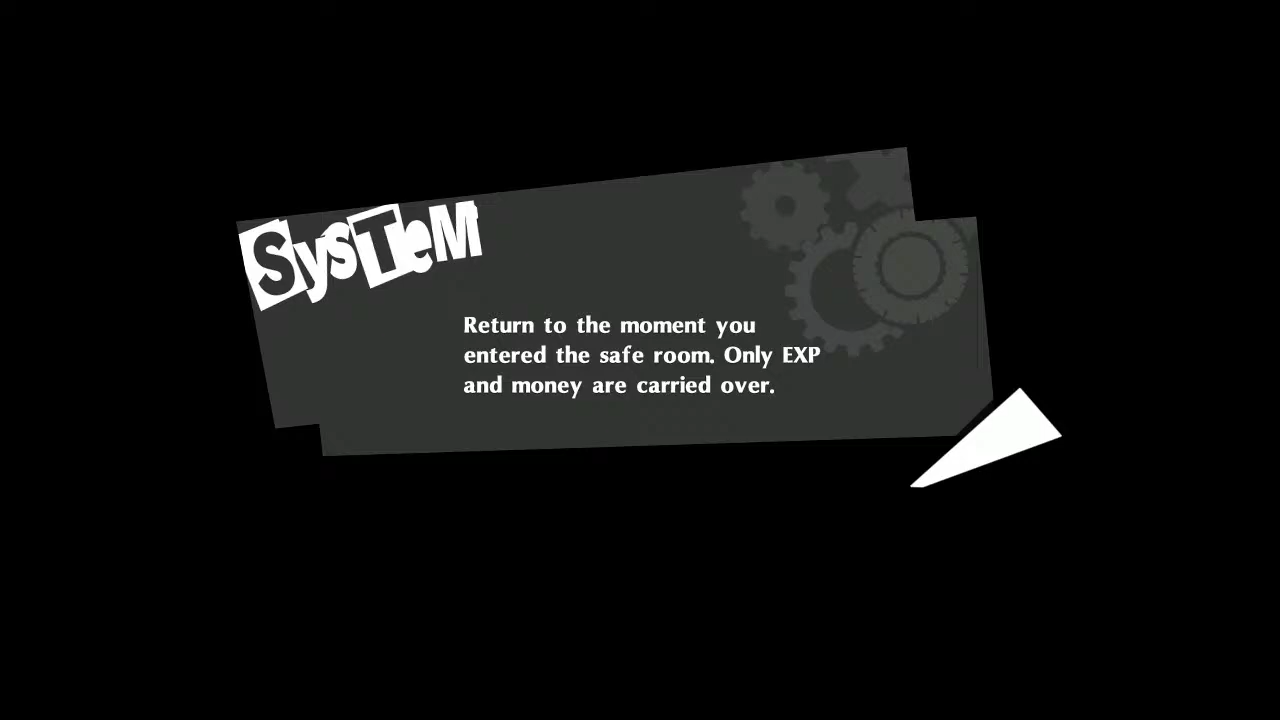 SysTeM
Return to the moment you
entered the safe room. Only EXP
and money are carried over.